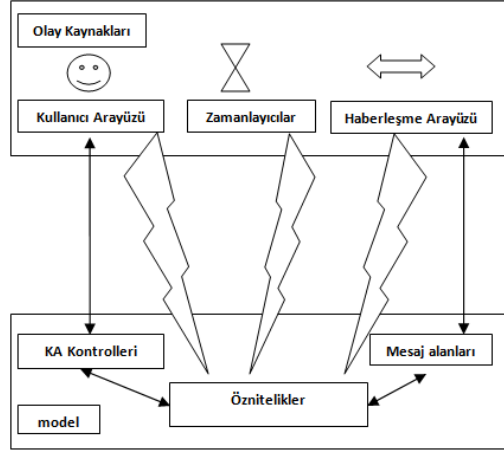 Olay Kaynakları
Kullanıcı Arayüzü
Zamanlayıcılar
Haberleşme Arayüzü
KA Kontrolleri
Mesaj alanları
Öznitelikler
model